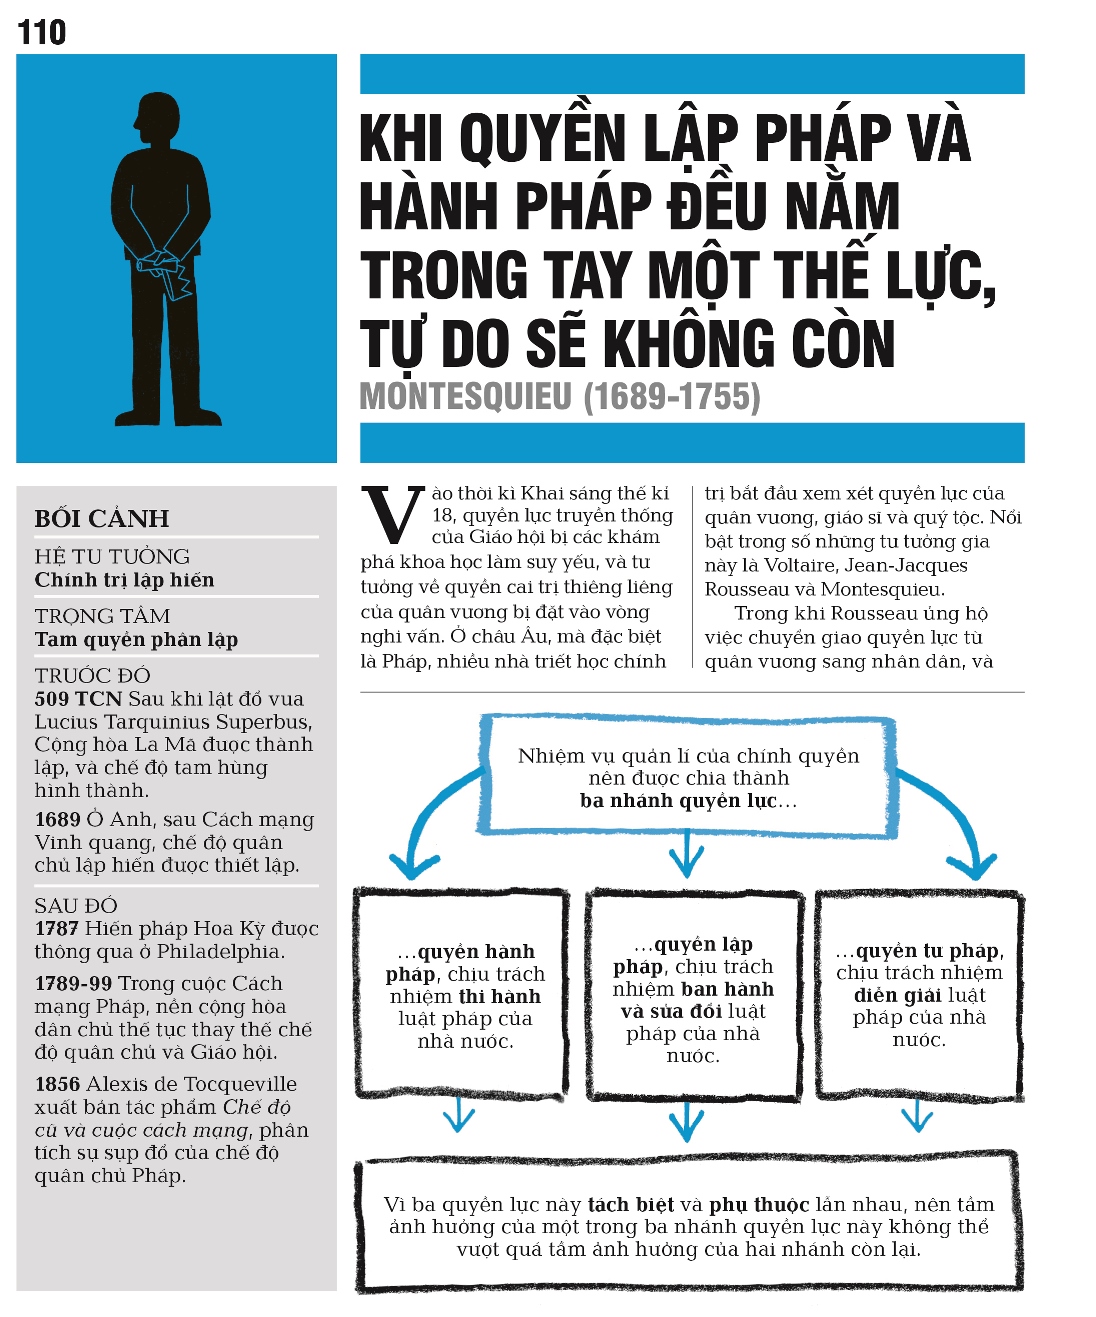 110
KHI QUYỀN LẬP PHÁP VÀ
HÀNH PHÁP ĐỀU NẰM
TRONG TAY MỘT THẾ LỰC,
TỰ DO SẼ KHÔNG CÒN
MONTESQUIEU (1689-1755)
BỐI CẢNH
HỆ TƯ TƯỞNG
Chính trị lập hiến
TRỌNG TÂM
Tam quyền phân lập
TRƯỚC ĐÓ
509 TCN Sau khi lật đổ vua
Lucius Tarquinius Superbus,
Cộng hòa La Mã được thành
lập, và chế độ tam hùng
hình thành.
1689 Ở Anh, sau Cách mạng
Vinh quang, chế độ quân
chủ lập hiến được thiết lập.
SAU ĐÓ
1787 Hiến pháp Hoa Kỳ được
thông qua ở Philadelphia.
1789-99 Trong cuộc Cách
mạng Pháp, nền cộng hòa
dân chủ thế tục thay thế chế
độ quân chủ và Giáo hội.
1856 Alexis de Tocqueville
xuất bản tác phẩm Chế độ
cũ và cuộc cách mạng, phân
tích sự sụp đổ của chế độ
quân chủ Pháp.
Vào thời kì Khai sáng thế kỉ
18, quyền lực truyền thống
của Giáo hội bị các khám
phá khoa học làm suy yếu, và tư
tưởng về quyền cai trị thiêng liêng
của quân vương bị đặt vào vòng
nghi vấn. Ở châu Âu, mà đặc biệt
là Pháp, nhiều nhà triết học chính
trị bắt đầu xem xét quyền lực của
quân vương, giáo sĩ và quý tộc. Nổi
bật trong số những tư tưởng gia
này là Voltaire, Jean-Jacques
Rousseau và Montesquieu.
Trong khi Rousseau ủng hộ
việc chuyển giao quyền lực từ
quân vương sang nhân dân, và
Nhiệm vụ quản lí của chính quyền
nên được chia thành
ba nhánh quyền lực...
...quyền hành
pháp, chịu trách
nhiệm thi hành
luật pháp của
nhà nước.
...quyền lập
pháp, chịu trách
nhiệm ban hành
và sửa đổi luật
pháp của nhà
nước.
...quyền tư pháp,
chịu trách nhiệm
diễn giải luật
pháp của nhà
nước.
Vì ba quyền lực này tách biệt và phụ thuộc lẫn nhau, nên tầm
ảnh hưởng của một trong ba nhánh quyền lực này không thể
vượt quá tầm ảnh hưởng của hai nhánh còn lại.